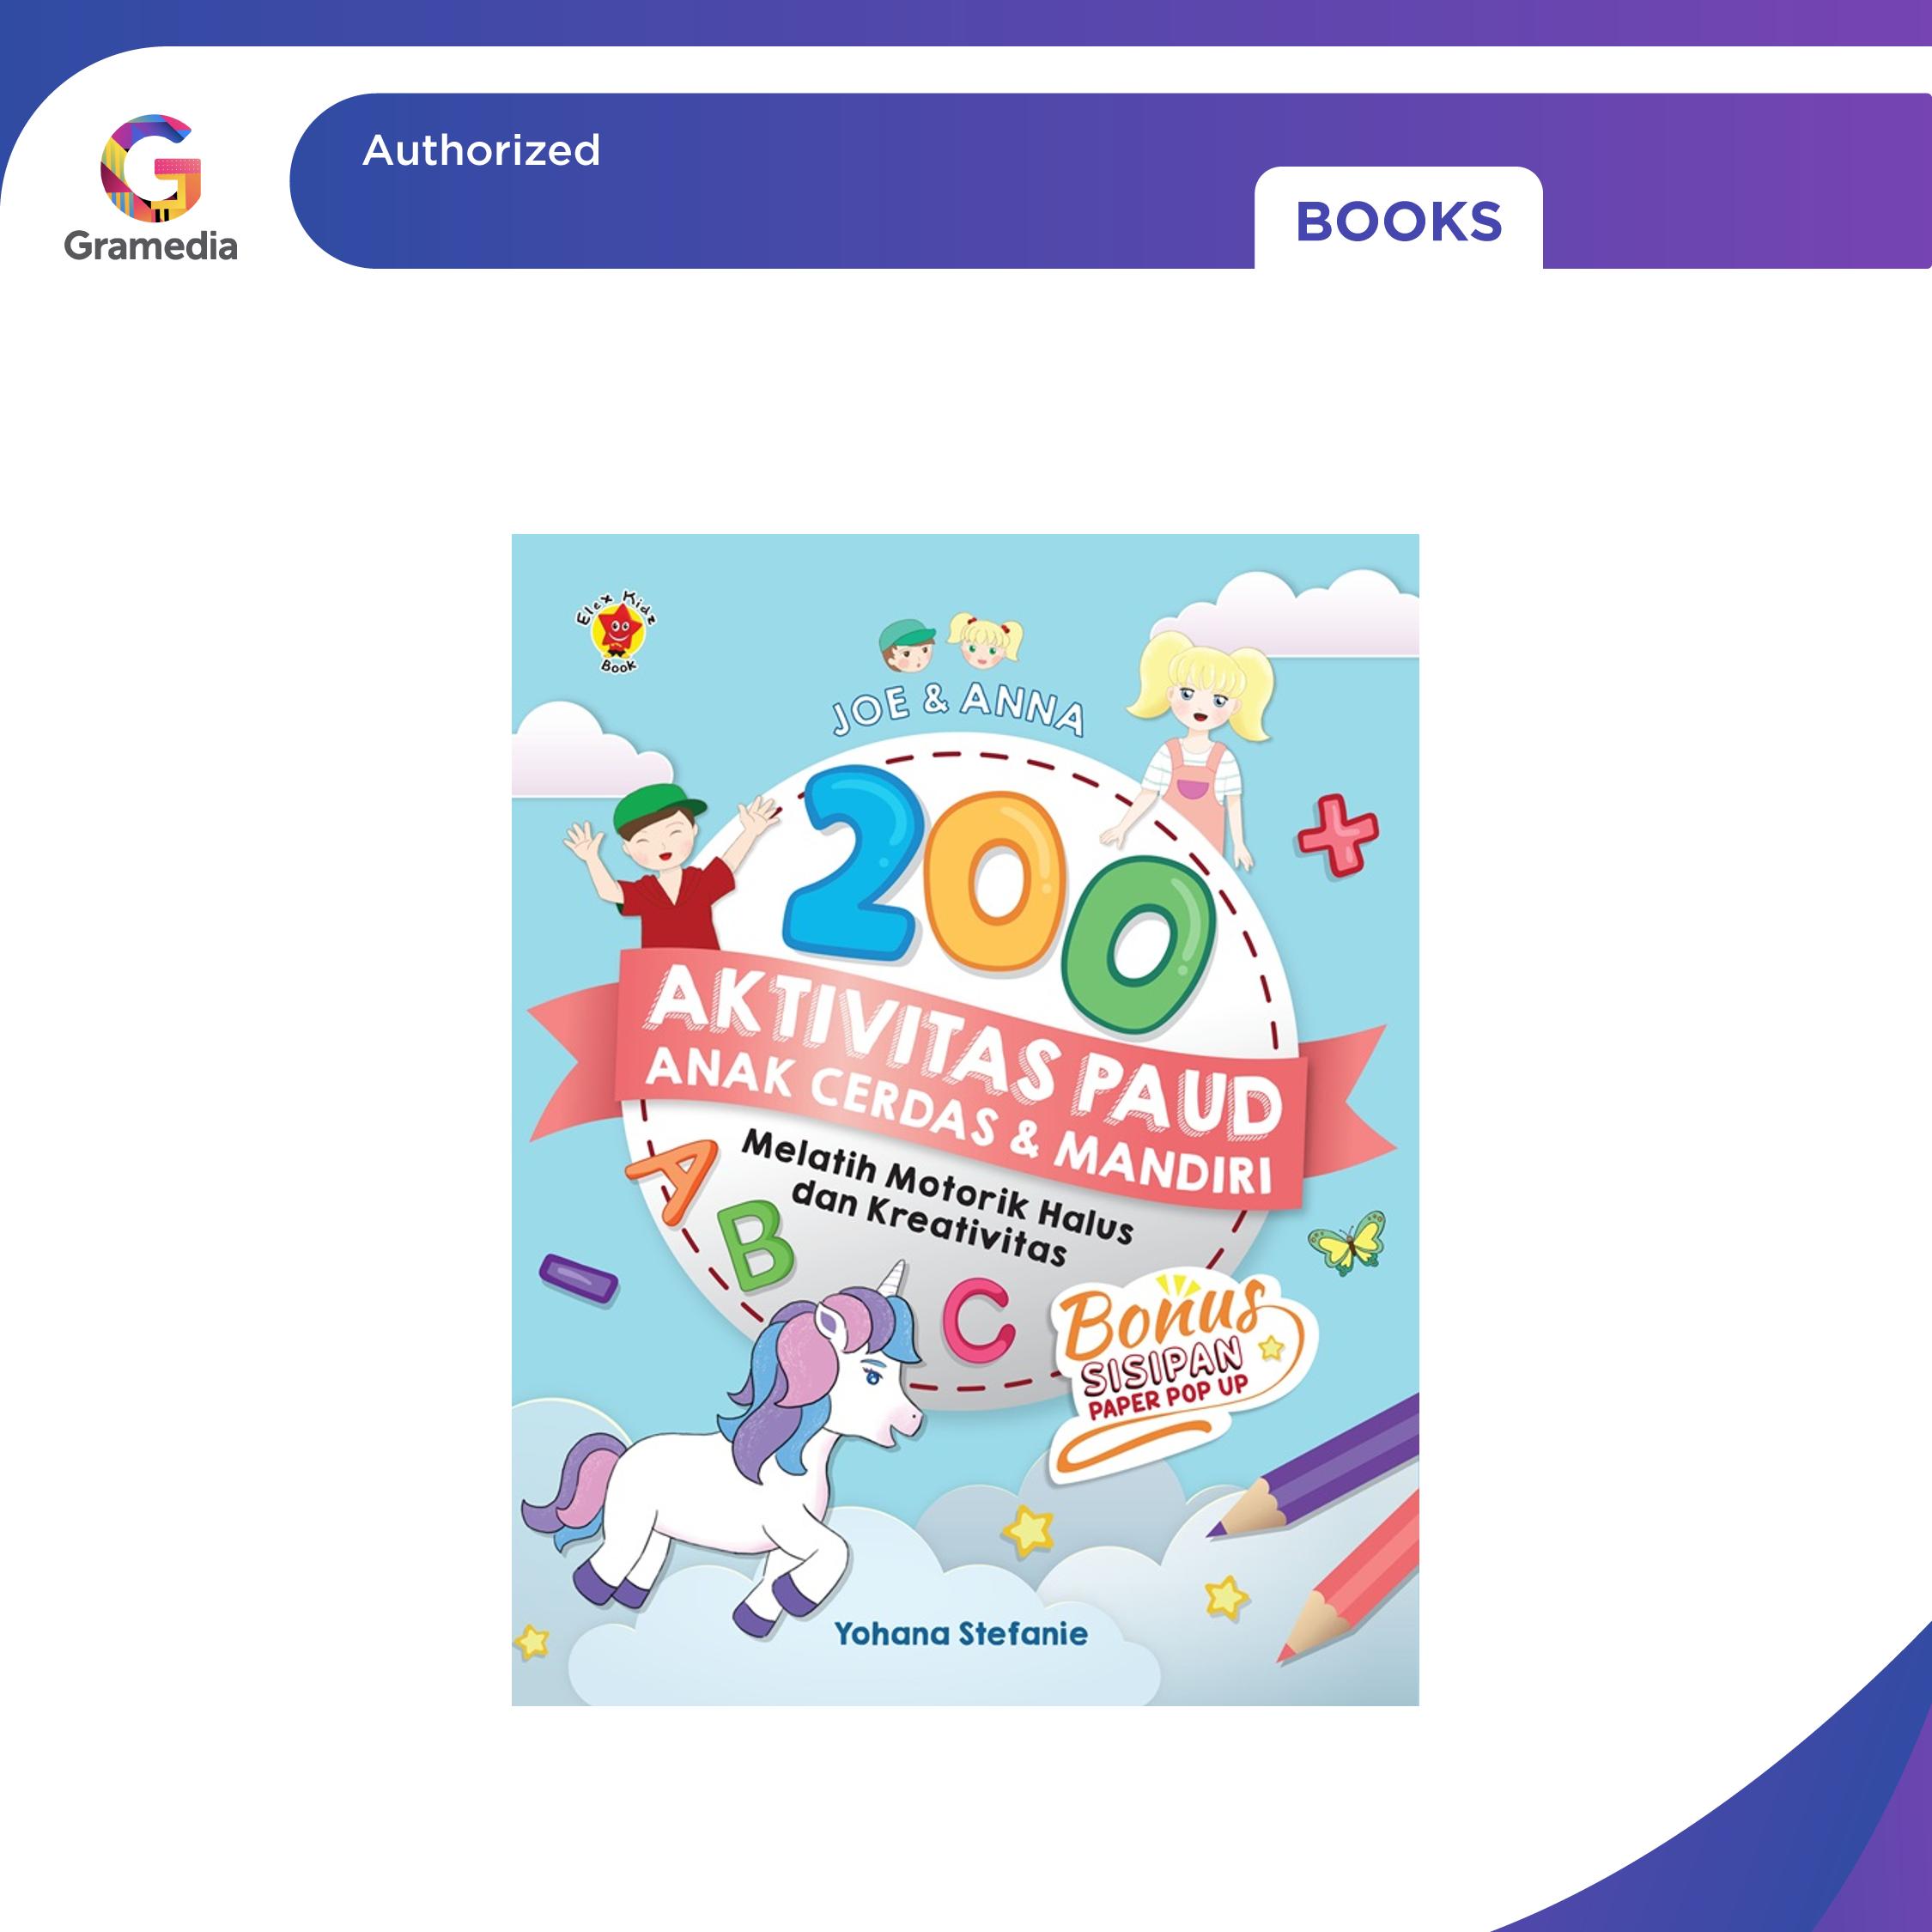 Gramedia
Authorized
BOOKS
Elex Kidz
Book
JOE & ANNA
200
AKTIVITAS PAUD
ANAK CERDAS & MANDIRI
Melatih Motorik Halus
dan Kreativitas
A
B
C
Bonus
SISIPAN
PAPER POP UP
Yohana Stefanie